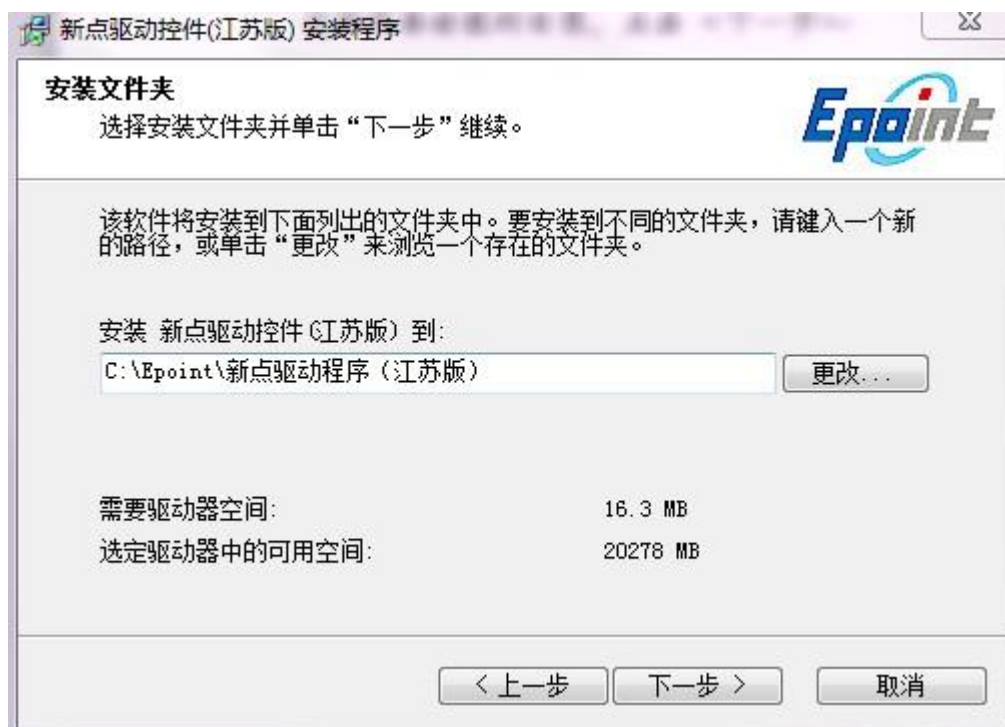 新点驱动控件(江苏版) 安装程序
安装文件夹
选择安装文件夹并单击“下一步”继续。
Epoint
该软件将安装到下面列出的文件夹中。要安装到不同的文件夹，请键入一个新
的路径，或单击“更改”来浏览一个存在的文件夹。
安装 新点驱动控件(江苏版) 到:
C:\Epoint\新点驱动程序（江苏版）
更改...
需要驱动器空间: 16.3 MB
选定驱动器中的可用空间: 20278 MB
< 上一步 下一步 > 取消